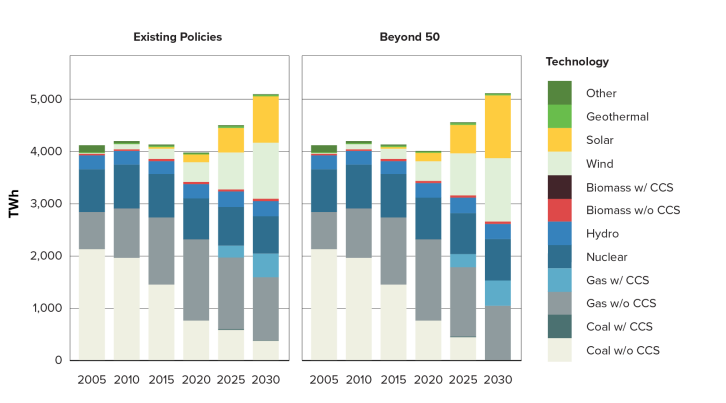 Existing Policies
Beyond 50
Technology
TWh
5,000
4,000
3,000
2,000
1,000
0
2005 2010 2015 2020 2025 2030
2005 2010 2015 2020 2025 2030
Other
Geothermal
Solar
Wind
Biomass w/ CCS
Biomass w/o CCS
Hydro
Nuclear
Gas w/ CCS
Gas w/o CCS
Coal w/ CCS
Coal w/o CCS